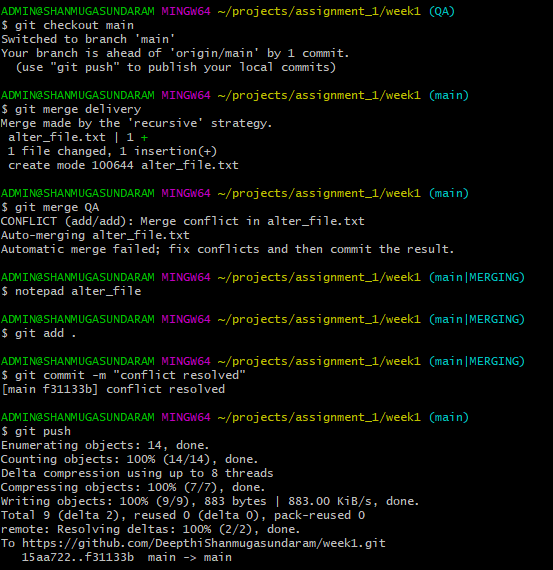 ADMIN@SHANMUGASUNDARAM MINGW64 ~/projects/assignment_1/week1 (QA)
$ git checkout main
Switched to branch 'main'
Your branch is ahead of 'origin/main' by 1 commit.
  (use "git push" to publish your local commits)

ADMIN@SHANMUGASUNDARAM MINGW64 ~/projects/assignment_1/week1 (main)
$ git merge delivery
Merge made by the 'recursive' strategy.
 alter_file.txt | 1 +
 1 file changed, 1 insertion(+)
 create mode 100644 alter_file.txt

ADMIN@SHANMUGASUNDARAM MINGW64 ~/projects/assignment_1/week1 (main)
$ git merge QA
CONFLICT (add/add): Merge conflict in alter_file.txt
Auto-merging alter_file.txt
Automatic merge failed; fix conflicts and then commit the result.

ADMIN@SHANMUGASUNDARAM MINGW64 ~/projects/assignment_1/week1 (main|MERGING)
$ notepad alter_file

ADMIN@SHANMUGASUNDARAM MINGW64 ~/projects/assignment_1/week1 (main|MERGING)
$ git add .

ADMIN@SHANMUGASUNDARAM MINGW64 ~/projects/assignment_1/week1 (main|MERGING)
$ git commit -m "conflict resolved"
[main f31133b] conflict resolved

ADMIN@SHANMUGASUNDARAM MINGW64 ~/projects/assignment_1/week1 (main)
$ git push
Enumerating objects: 14, done.
Counting objects: 100% (14/14), done.
Delta compression using up to 8 threads
Compressing objects: 100% (7/7), done.
Writing objects: 100% (9/9), 883 bytes | 883.00 KiB/s, done.
Total 9 (delta 2), reused 0 (delta 0), pack-reused 0
remote: Resolving deltas: 100% (2/2), done.
To https://github.com/DeepthiShanmugasundaram/week1.git
   15aa722..f31133b  main -> main